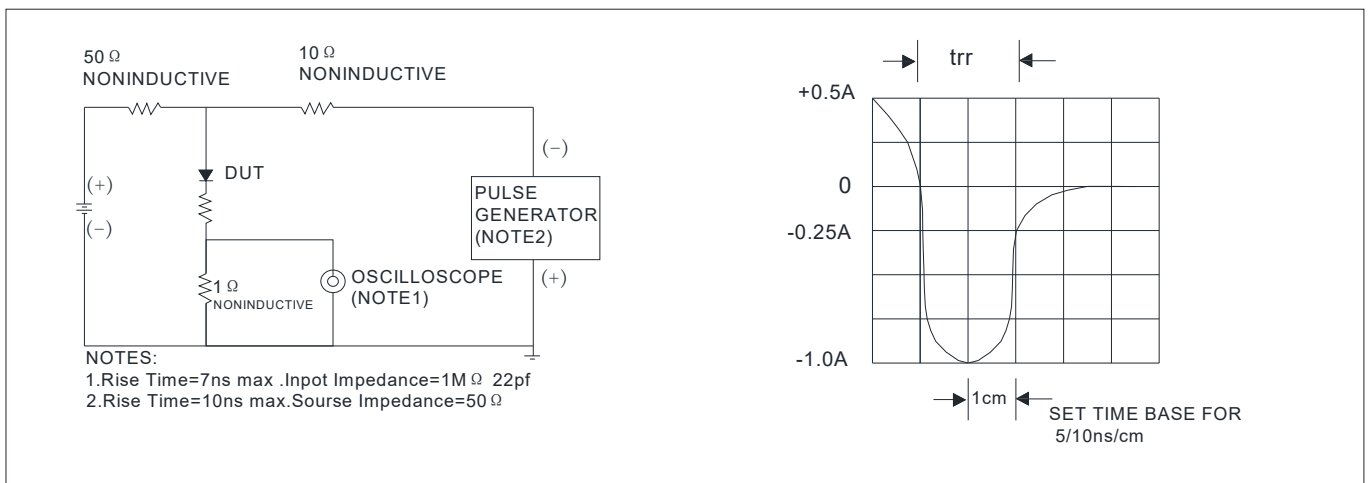 50 Ω
NONINDUCTIVE
10 Ω
NONINDUCTIVE
(+)
(−)
DUT
1 Ω
NONINDUCTIVE
OSCILLOSCOPE
(NOTE1)
(−)
PULSE
GENERATOR
(NOTE2)
(+)
NOTES:
1.Rise Time=7ns max .Inpot Impedance=1M Ω 22pf
2.Rise Time=10ns max.Sourse Impedance=50 Ω
trr
+0.5A
0
-0.25A
-1.0A
1cm
SET TIME BASE FOR
5/10ns/cm